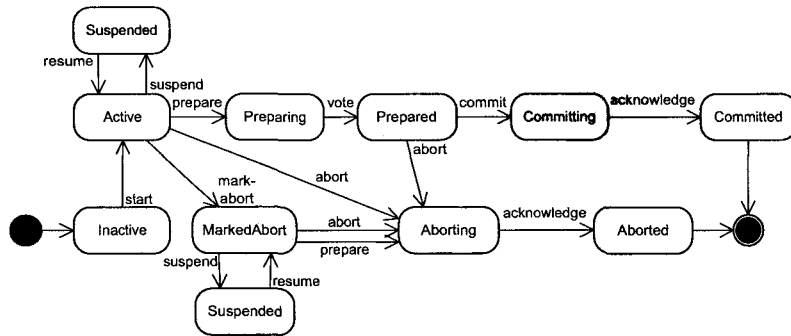 Suspended
resume
suspend
prepare
vote
commit
acknowledge
Active
Preparing
Prepared
Committing
Committed
abort
mark-
abort
abort
start
Inactive
MarkedAbort
abort
prepare
Aborting
acknowledge
Aborted
suspend
resume
Suspended